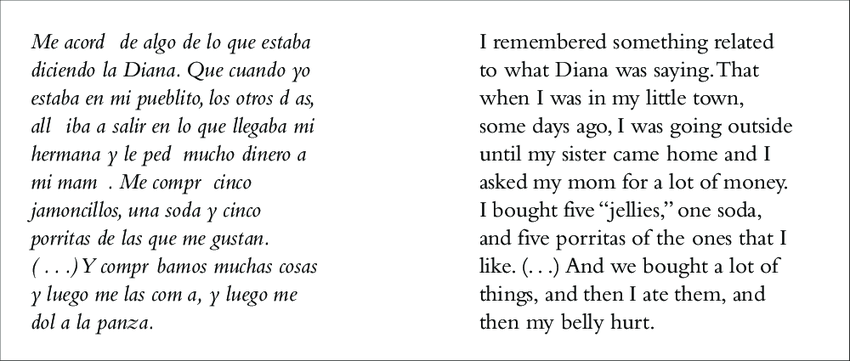 Me acord de algo de lo que estaba
diciendo la Diana. Que cuando yo
estaba en mi pueblito, los otros d as,
all iba a salir en lo que llegaba mi
hermana y le ped mucho dinero a
mi mam . Me compr cinco
jamoncillos, una soda y cinco
porritas de las que me gustan.
(. . .) Y compr bamos muchas cosas
y luego me las com a, y luego me
dol a la panza.
I remembered something related
to what Diana was saying. That
when I was in my little town,
some days ago, I was going outside
until my sister came home and I
asked my mom for a lot of money.
I bought five “jellies,” one soda,
and five porritas of the ones that I
like. (. . .) And we bought a lot of
things, and then I ate them, and
then my belly hurt.